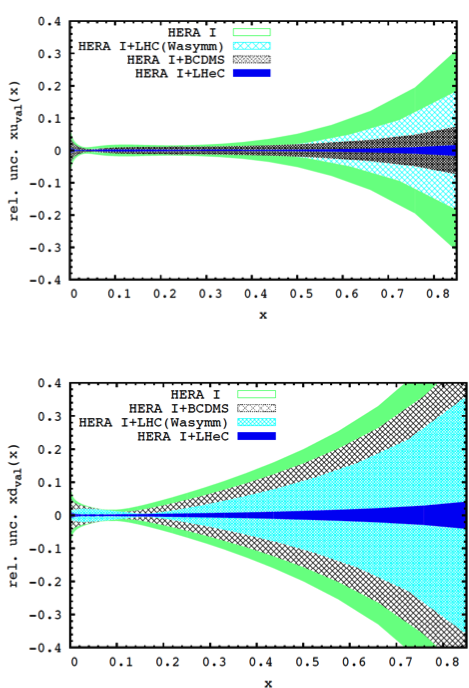 0.4
HERA I
HERA I+LHC(Wasymm)
HERA I+BCDMS
HERA I+LHeC
0.3
0.2
0.1
0
-0.1
-0.2
-0.3
-0.4
rel. unc. xu_val(x)
0 0.1 0.2 0.3 0.4 0.5 0.6 0.7 0.8
x
0.4
HERA I
HERA I+BCDMS
HERA I+LHC(Wasymm)
HERA I+LHeC
0.3
0.2
0.1
0
-0.1
-0.2
-0.3
-0.4
rel. unc. xd_val(x)
0 0.1 0.2 0.3 0.4 0.5 0.6 0.7 0.8
x